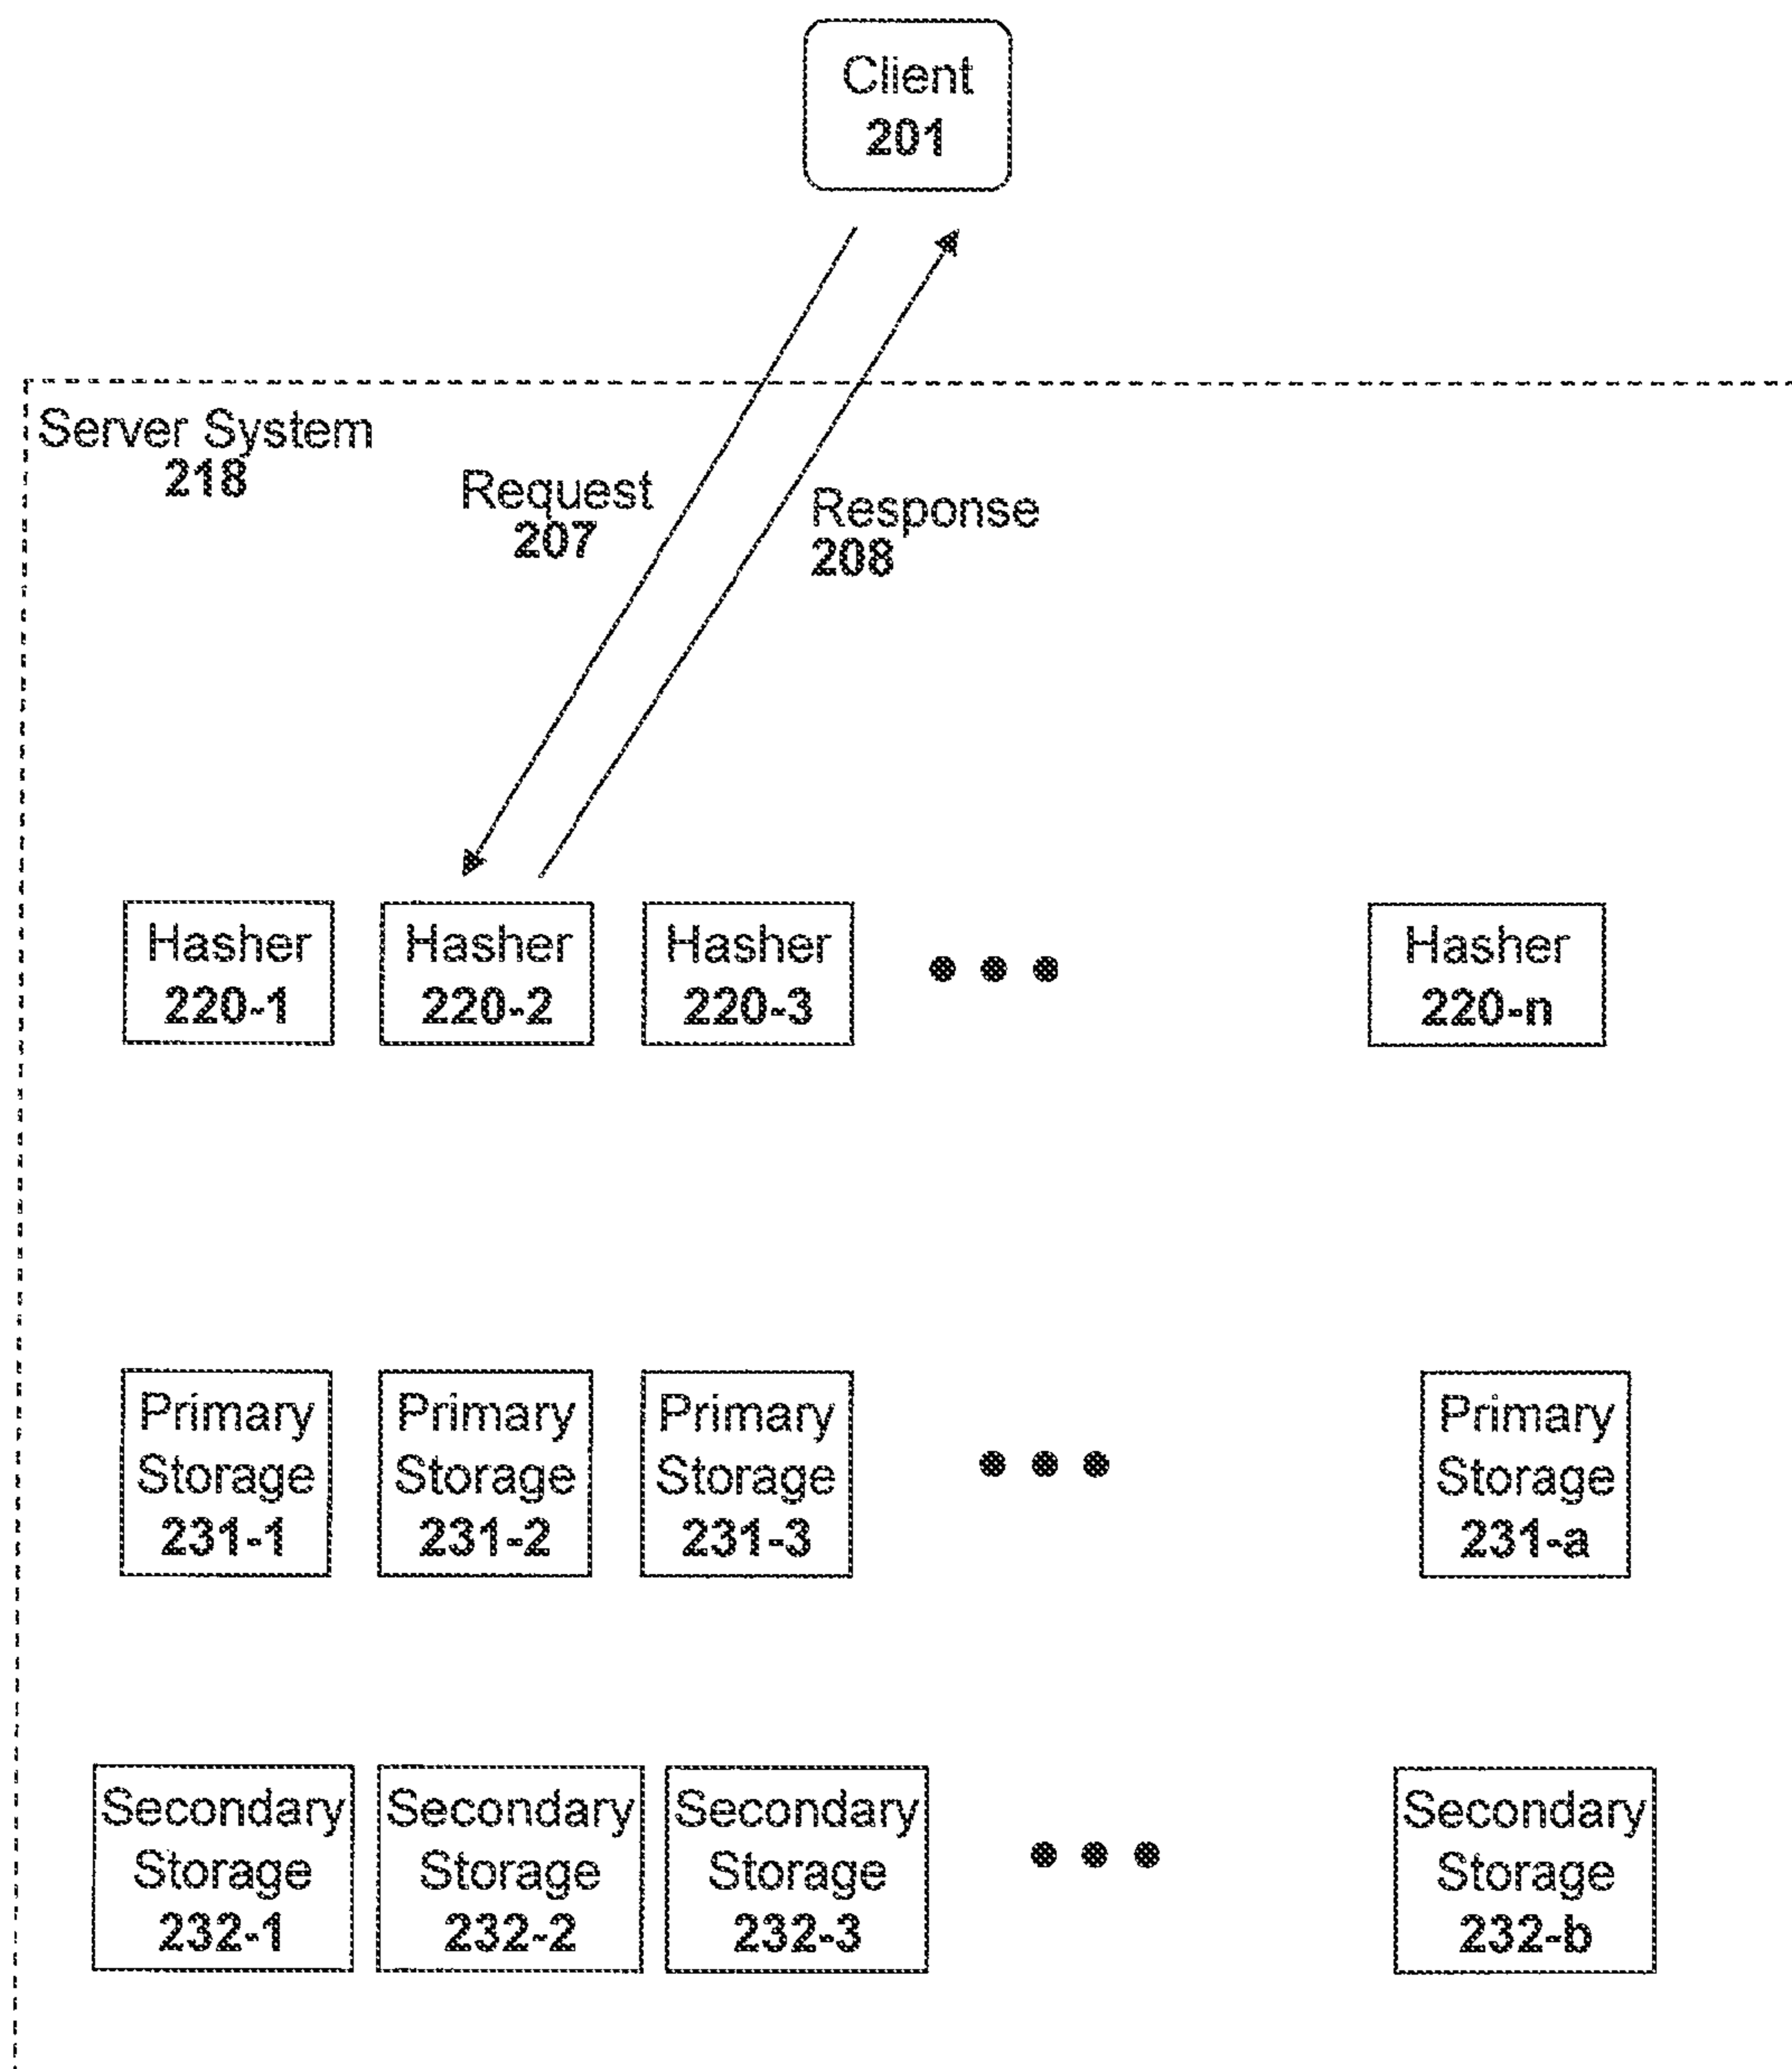 Client
201
Server System
218
Request
207
Response
208
Hasher
220-1
Hasher
220-2
Hasher
220-3
Hasher
220-n
Primary
Storage
231-1
Primary
Storage
231-2
Primary
Storage
231-3
Primary
Storage
231-a
Secondary
Storage
232-1
Secondary
Storage
232-2
Secondary
Storage
232-3
Secondary
Storage
232-b